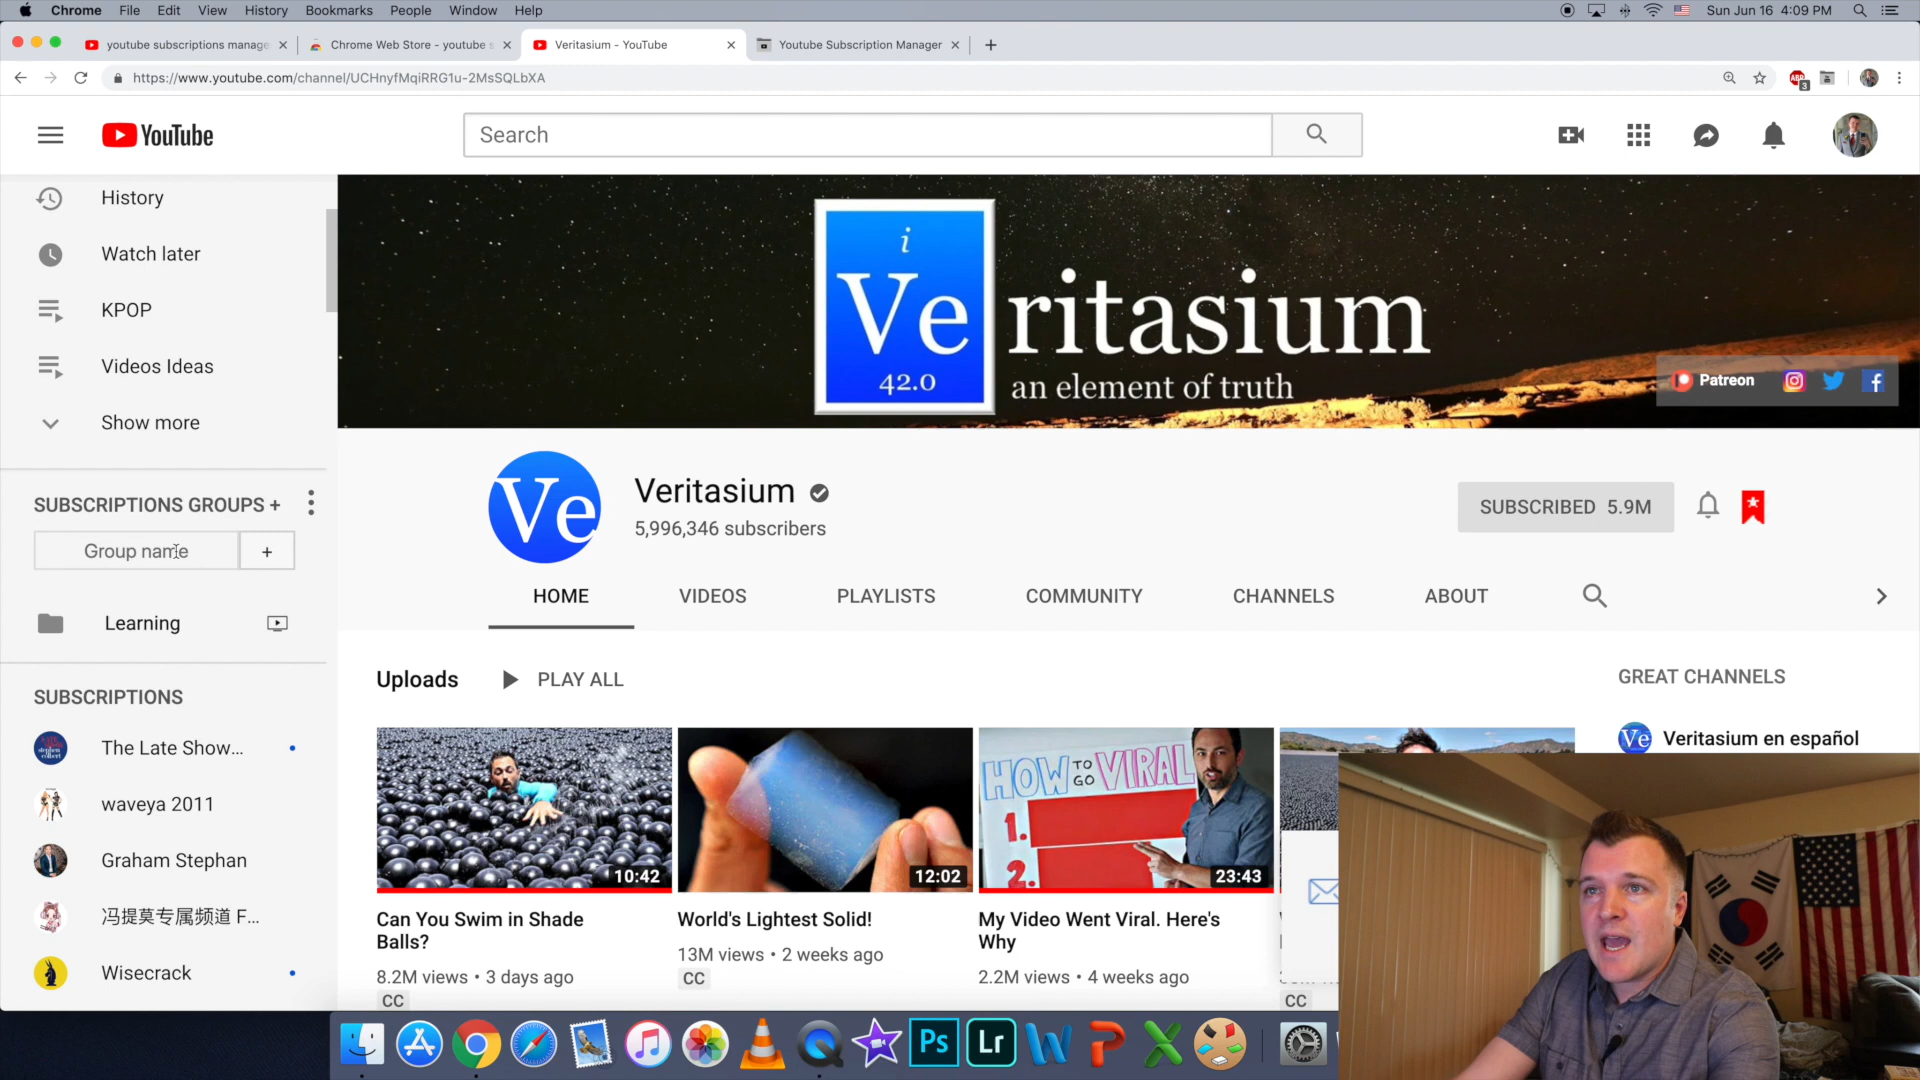 Chrome File Edit View History Bookmarks People Window Help Sun Jun 16 4:09 PM
youtube subscriptions manage Chrome Web Store - youtube s Veritasium - YouTube Youtube Subscription Manager
https://www.youtube.com/channel/UCHnyfMqiRRG1u-2MsSQLbXA ABP 3
YouTube Search
History
Watch later
KPOP
Videos Ideas
Show more
SUBSCRIPTIONS GROUPS +
Group name +
Learning
SUBSCRIPTIONS
The Late Show...
waveya 2011
Graham Stephan
冯提莫专属频道 F...
Wisecrack
i
Veritasium
42.0 an element of truth
Patreon
Ve
Veritasium
5,996,346 subscribers
SUBSCRIBED 5.9M
HOME VIDEOS PLAYLISTS COMMUNITY CHANNELS ABOUT
Uploads PLAY ALL
GREAT CHANNELS
Ve Veritasium en español
HOW TO GO VIRAL
1.
2.
10:42 12:02 23:43
Can You Swim in Shade
Balls?
8.2M views • 3 days ago
CC
World's Lightest Solid!
13M views • 2 weeks ago
CC
My Video Went Viral. Here's
Why
2.2M views • 4 weeks ago
CC
Ps Lr